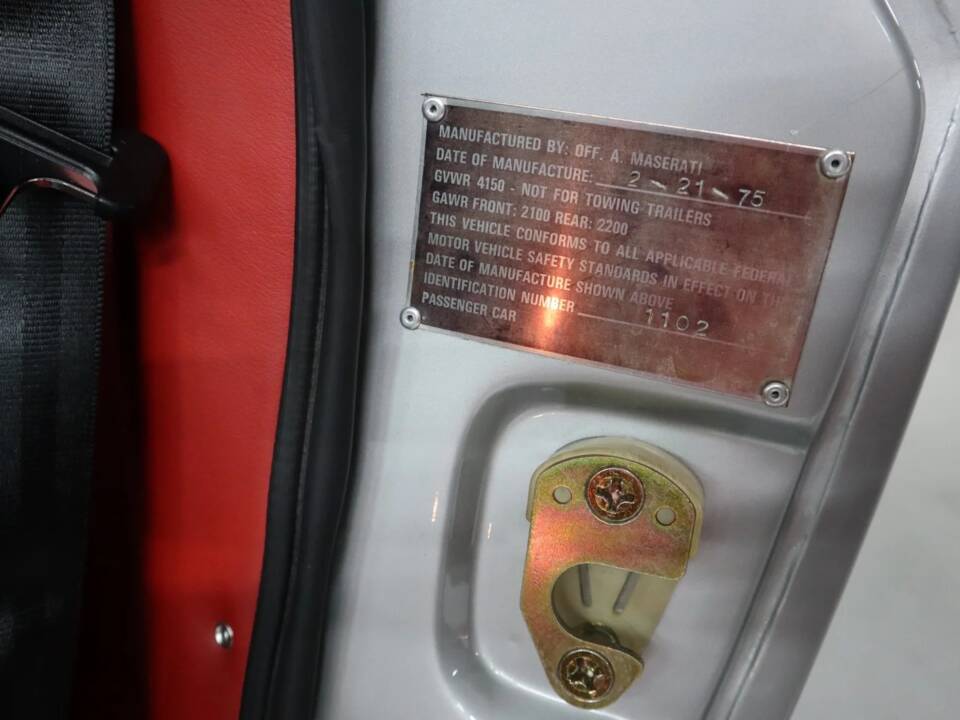 MANUFACTURED BY: OFF. A. MASERATI
DATE OF MANUFACTURE: 2-21-75
GVWR 4150 - NOT FOR TOWING TRAILERS
GAWR FRONT: 2100 REAR: 2200
THIS VEHICLE CONFORMS TO ALL APPLICABLE FEDERAL
MOTOR VEHICLE SAFETY STANDARDS IN EFFECT ON THE
DATE OF MANUFACTURE SHOWN ABOVE
IDENTIFICATION NUMBER 1102
PASSENGER CAR